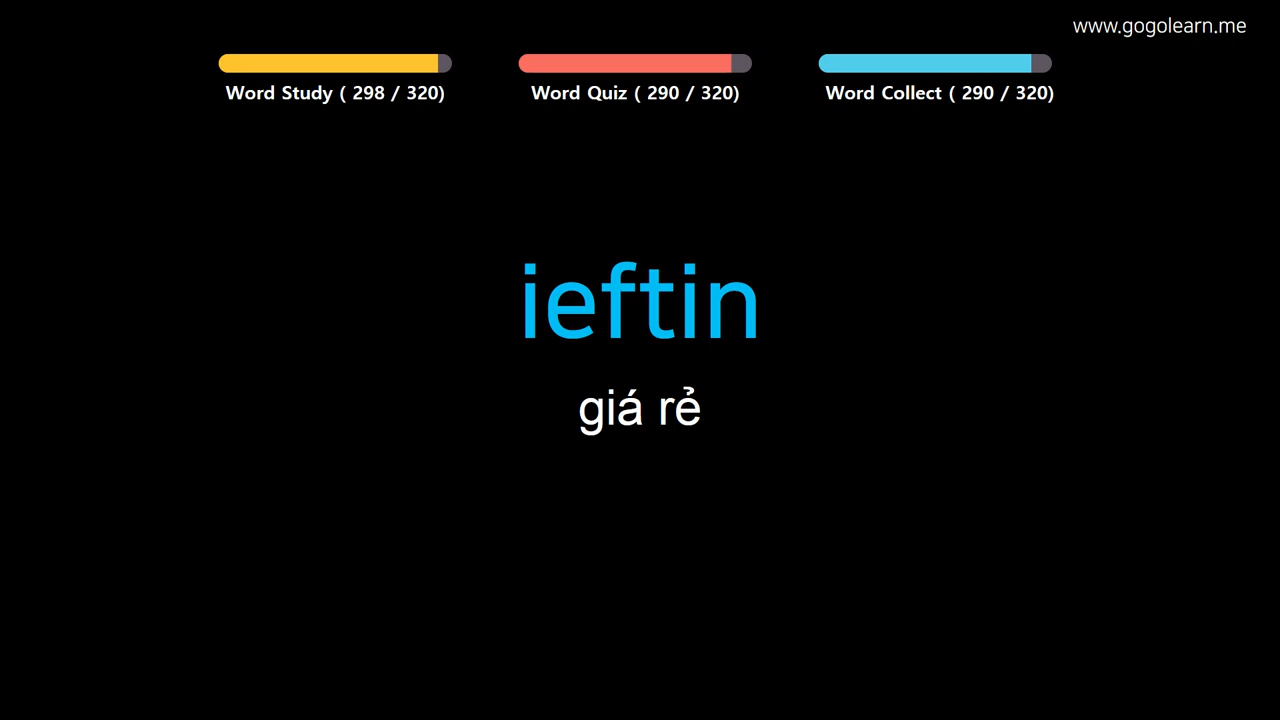 www.gogolearn.me
Word Study ( 298 / 320)
Word Quiz ( 290 / 320)
Word Collect ( 290 / 320)
ieftin
giá rẻ